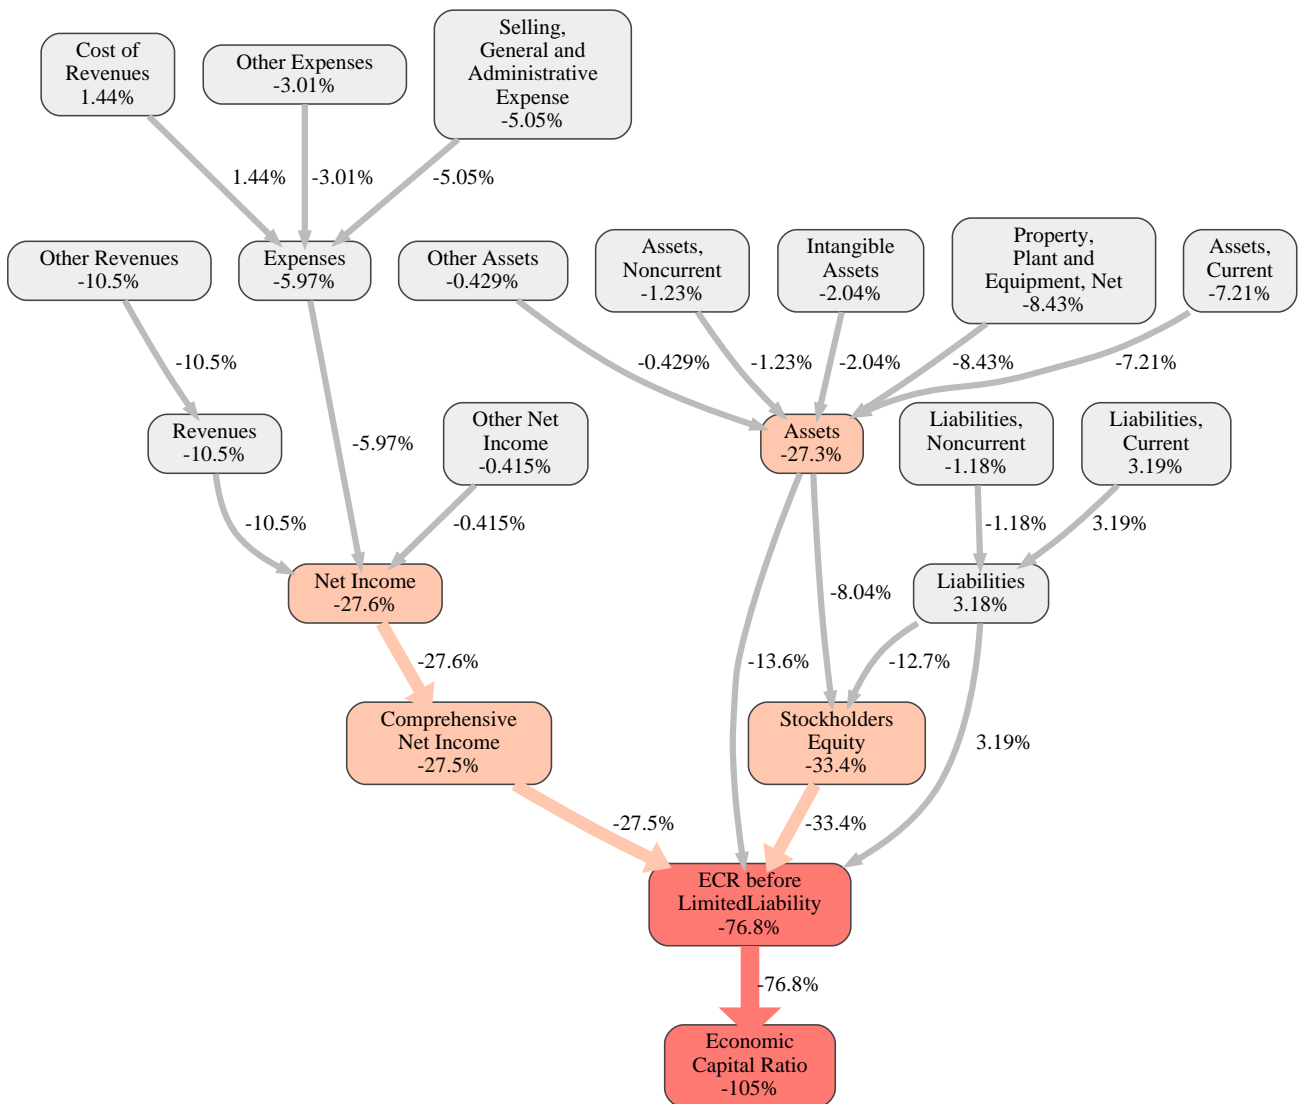 Cost of
Revenues
1.44%
Other Expenses
-3.01%
Selling,
General and
Administrative
Expense
-5.05%
1.44%
-3.01%
-5.05%
Other Revenues
-10.5%
Expenses
-5.97%
Other Assets
-0.429%
Assets,
Noncurrent
-1.23%
Intangible
Assets
-2.04%
Property,
Plant and
Equipment, Net
-8.43%
Assets,
Current
-7.21%
-10.5%
-0.429%
-1.23%
-2.04%
-8.43%
-7.21%
Revenues
-10.5%
-5.97%
Other Net
Income
-0.415%
Assets
-27.3%
Liabilities,
Noncurrent
-1.18%
Liabilities,
Current
3.19%
-10.5%
-0.415%
-1.18%
3.19%
Net Income
-27.6%
-8.04%
Liabilities
3.18%
-27.6%
-13.6%
-12.7%
Comprehensive
Net Income
-27.5%
Stockholders
Equity
-33.4%
3.19%
-27.5%
-33.4%
ECR before
LimitedLiability
-76.8%
-76.8%
Economic
Capital Ratio
-105%